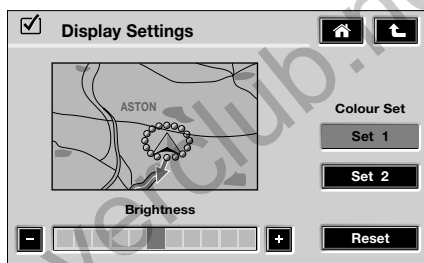 Display Settings
ASTON
Colour Set
Set 1
Set 2
Brightness
- +
Reset